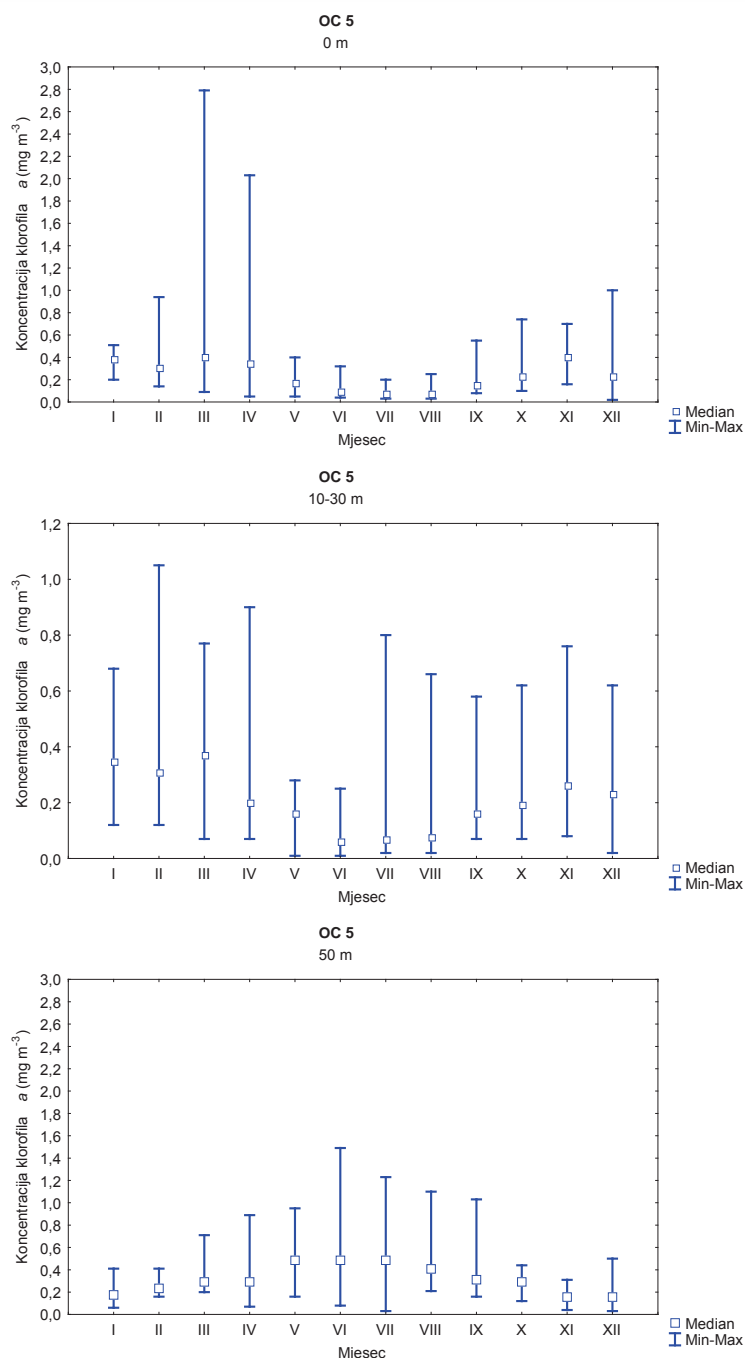 OC 5
0 m
Koncentracija klorofila a (mg m⁻³)
3,0
2,8
2,6
2,4
2,2
2,0
1,8
1,6
1,4
1,2
1,0
0,8
0,6
0,4
0,2
0,0
I II III IV V VI VII VIII IX X XI XII
Mjesec
Median
Min-Max
OC 5
10-30 m
Koncentracija klorofila a (mg m⁻³)
1,2
1,0
0,8
0,6
0,4
0,2
0,0
I II III IV V VI VII VIII IX X XI XII
Mjesec
Median
Min-Max
OC 5
50 m
Koncentracija klorofila a (mg m⁻³)
3,0
2,8
2,6
2,4
2,2
2,0
1,8
1,6
1,4
1,2
1,0
0,8
0,6
0,4
0,2
0,0
I II III IV V VI VII VIII IX X XI XII
Mjesec
Median
Min-Max